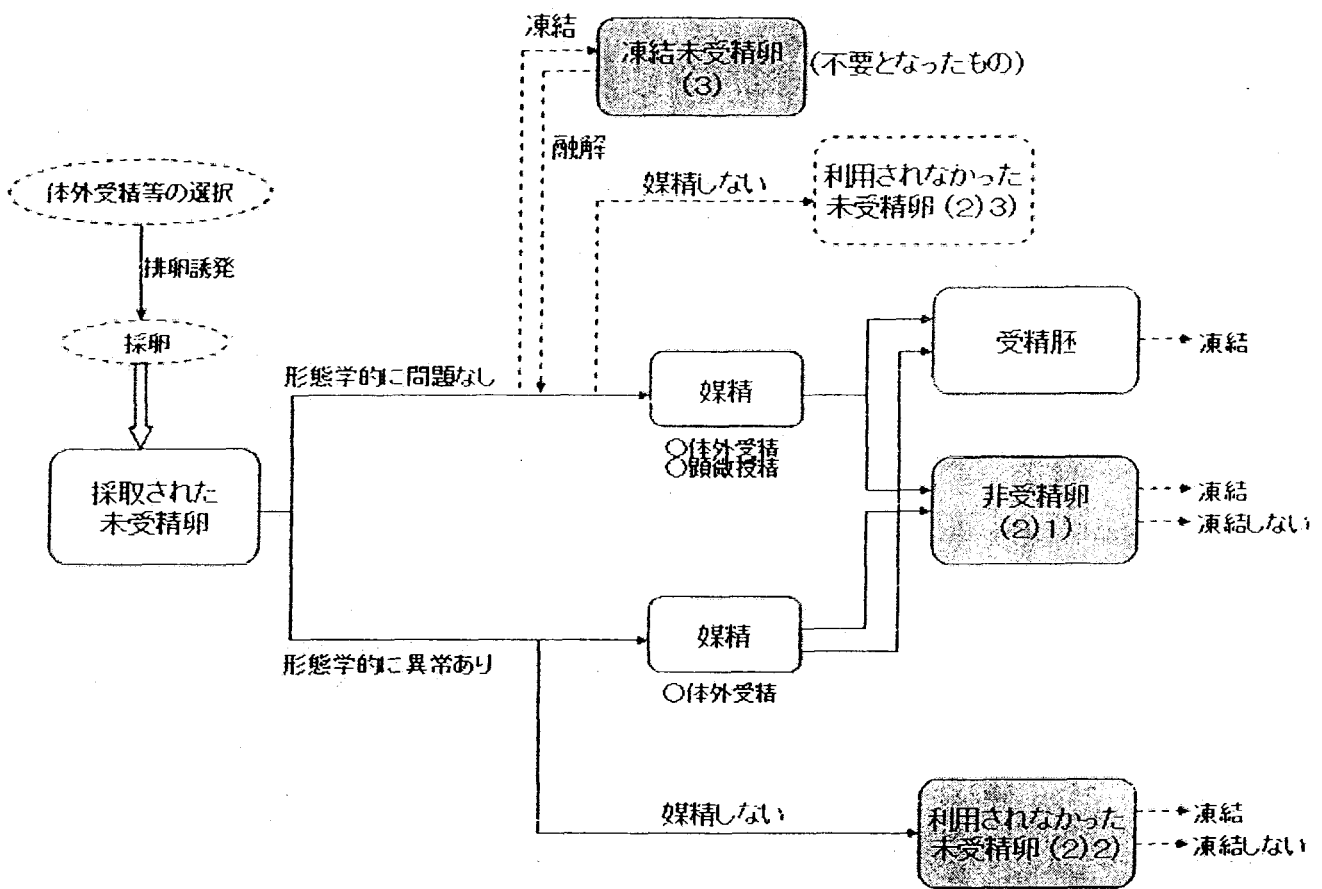 凍結
凍結未受精卵
(3)
(不要となったもの)
融解
媒精しない
利用されなかった
未受精卵 (2)3)
体外受精等の選択
排卵誘発
採卵
形態学的に問題なし
媒精
○体外受精
○顕微授精
受精胚
凍結
採取された
未受精卵
非受精卵
(2)1)
凍結
凍結しない
形態学的に異常あり
媒精
○体外受精
媒精しない
利用されなかった
未受精卵 (2)2)
凍結
凍結しない